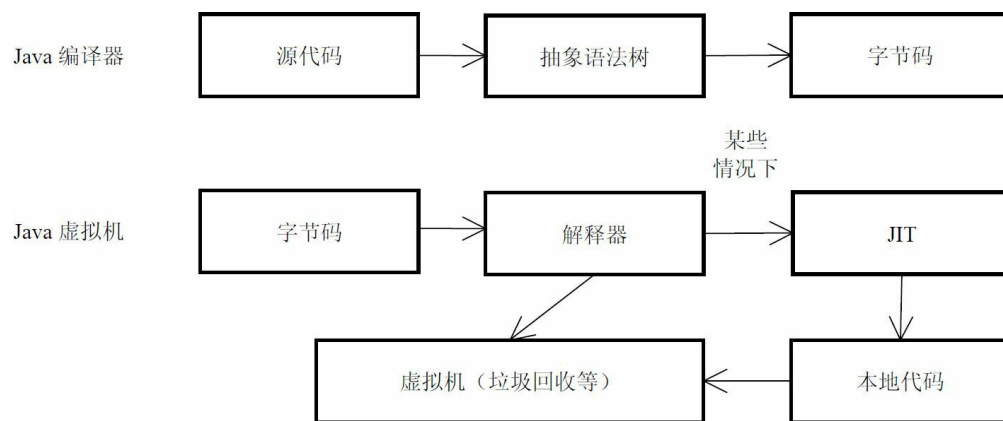 Java 编译器
源代码
抽象语法树
字节码
某些
情况下
Java 虚拟机
字节码
解释器
JIT
虚拟机（垃圾回收等）
本地代码